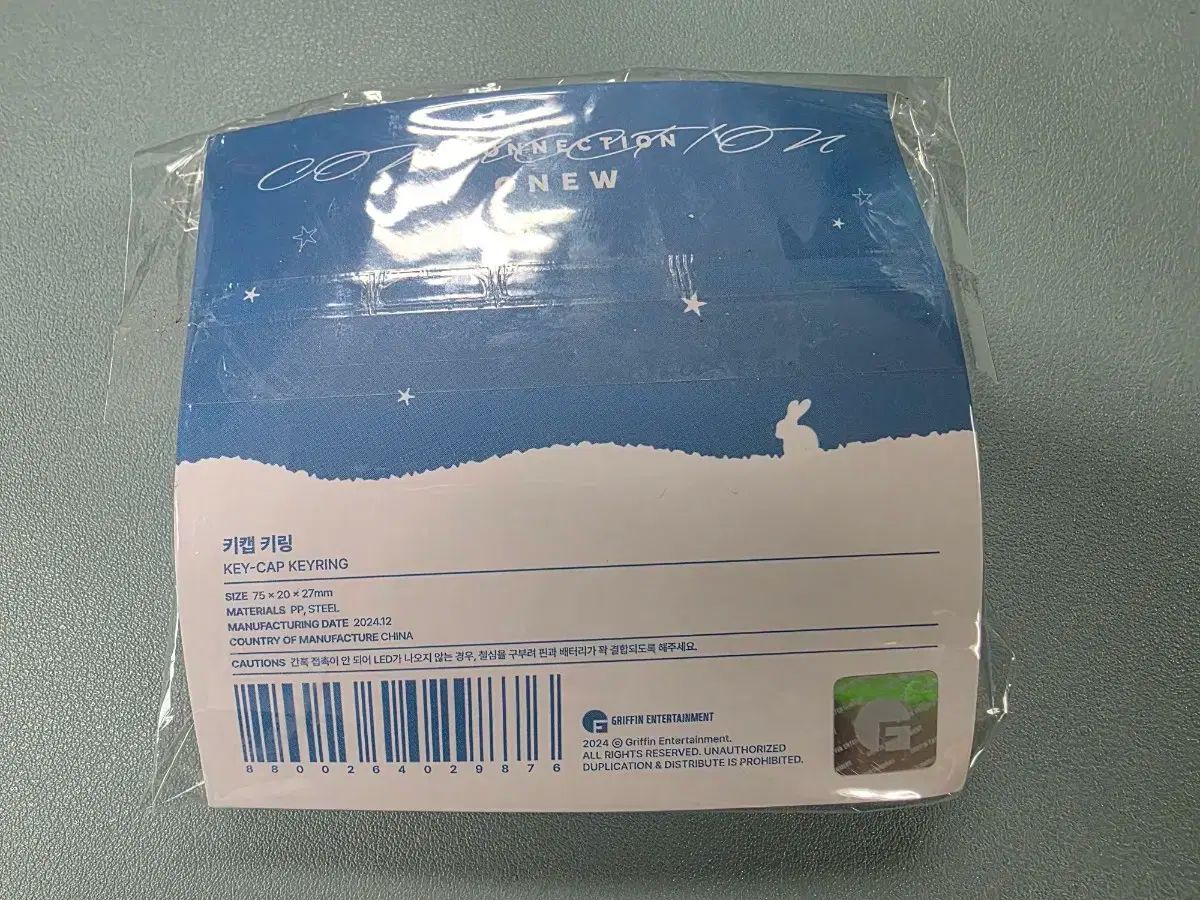 CONNECTION
CONNECTION
ONEW
키캡 키링
KEY-CAP KEYRING
SIZE 75 × 20 × 27mm
MATERIALS PP, STEEL
MANUFACTURING DATE 2024.12
COUNTRY OF MANUFACTURE CHINA
CAUTIONS 간혹 접촉이 안 되어 LED가 나오지 않는 경우, 철심을 구부려 핀과 배터리가 꽉 결합되도록 해주세요.
8800264029876
GRIFFIN ENTERTAINMENT
2024 ⓒ Griffin Entertainment.
ALL RIGHTS RESERVED. UNAUTHORIZED
DUPLICATION & DISTRIBUTE IS PROHIBITED.